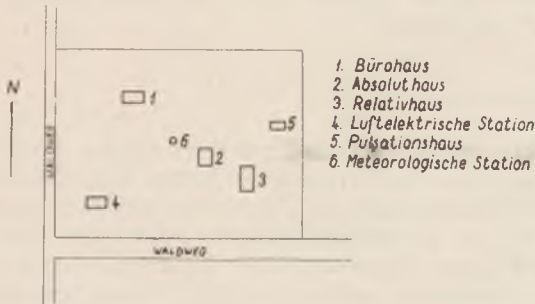 N
1
6
5
2
3
4
WALDWEG
WALDWEG
1. Bürohaus
2. Absoluthaus
3. Relativhaus
4. Luftelektrische Station
5. Pulsationshaus
6. Meteorologische Station